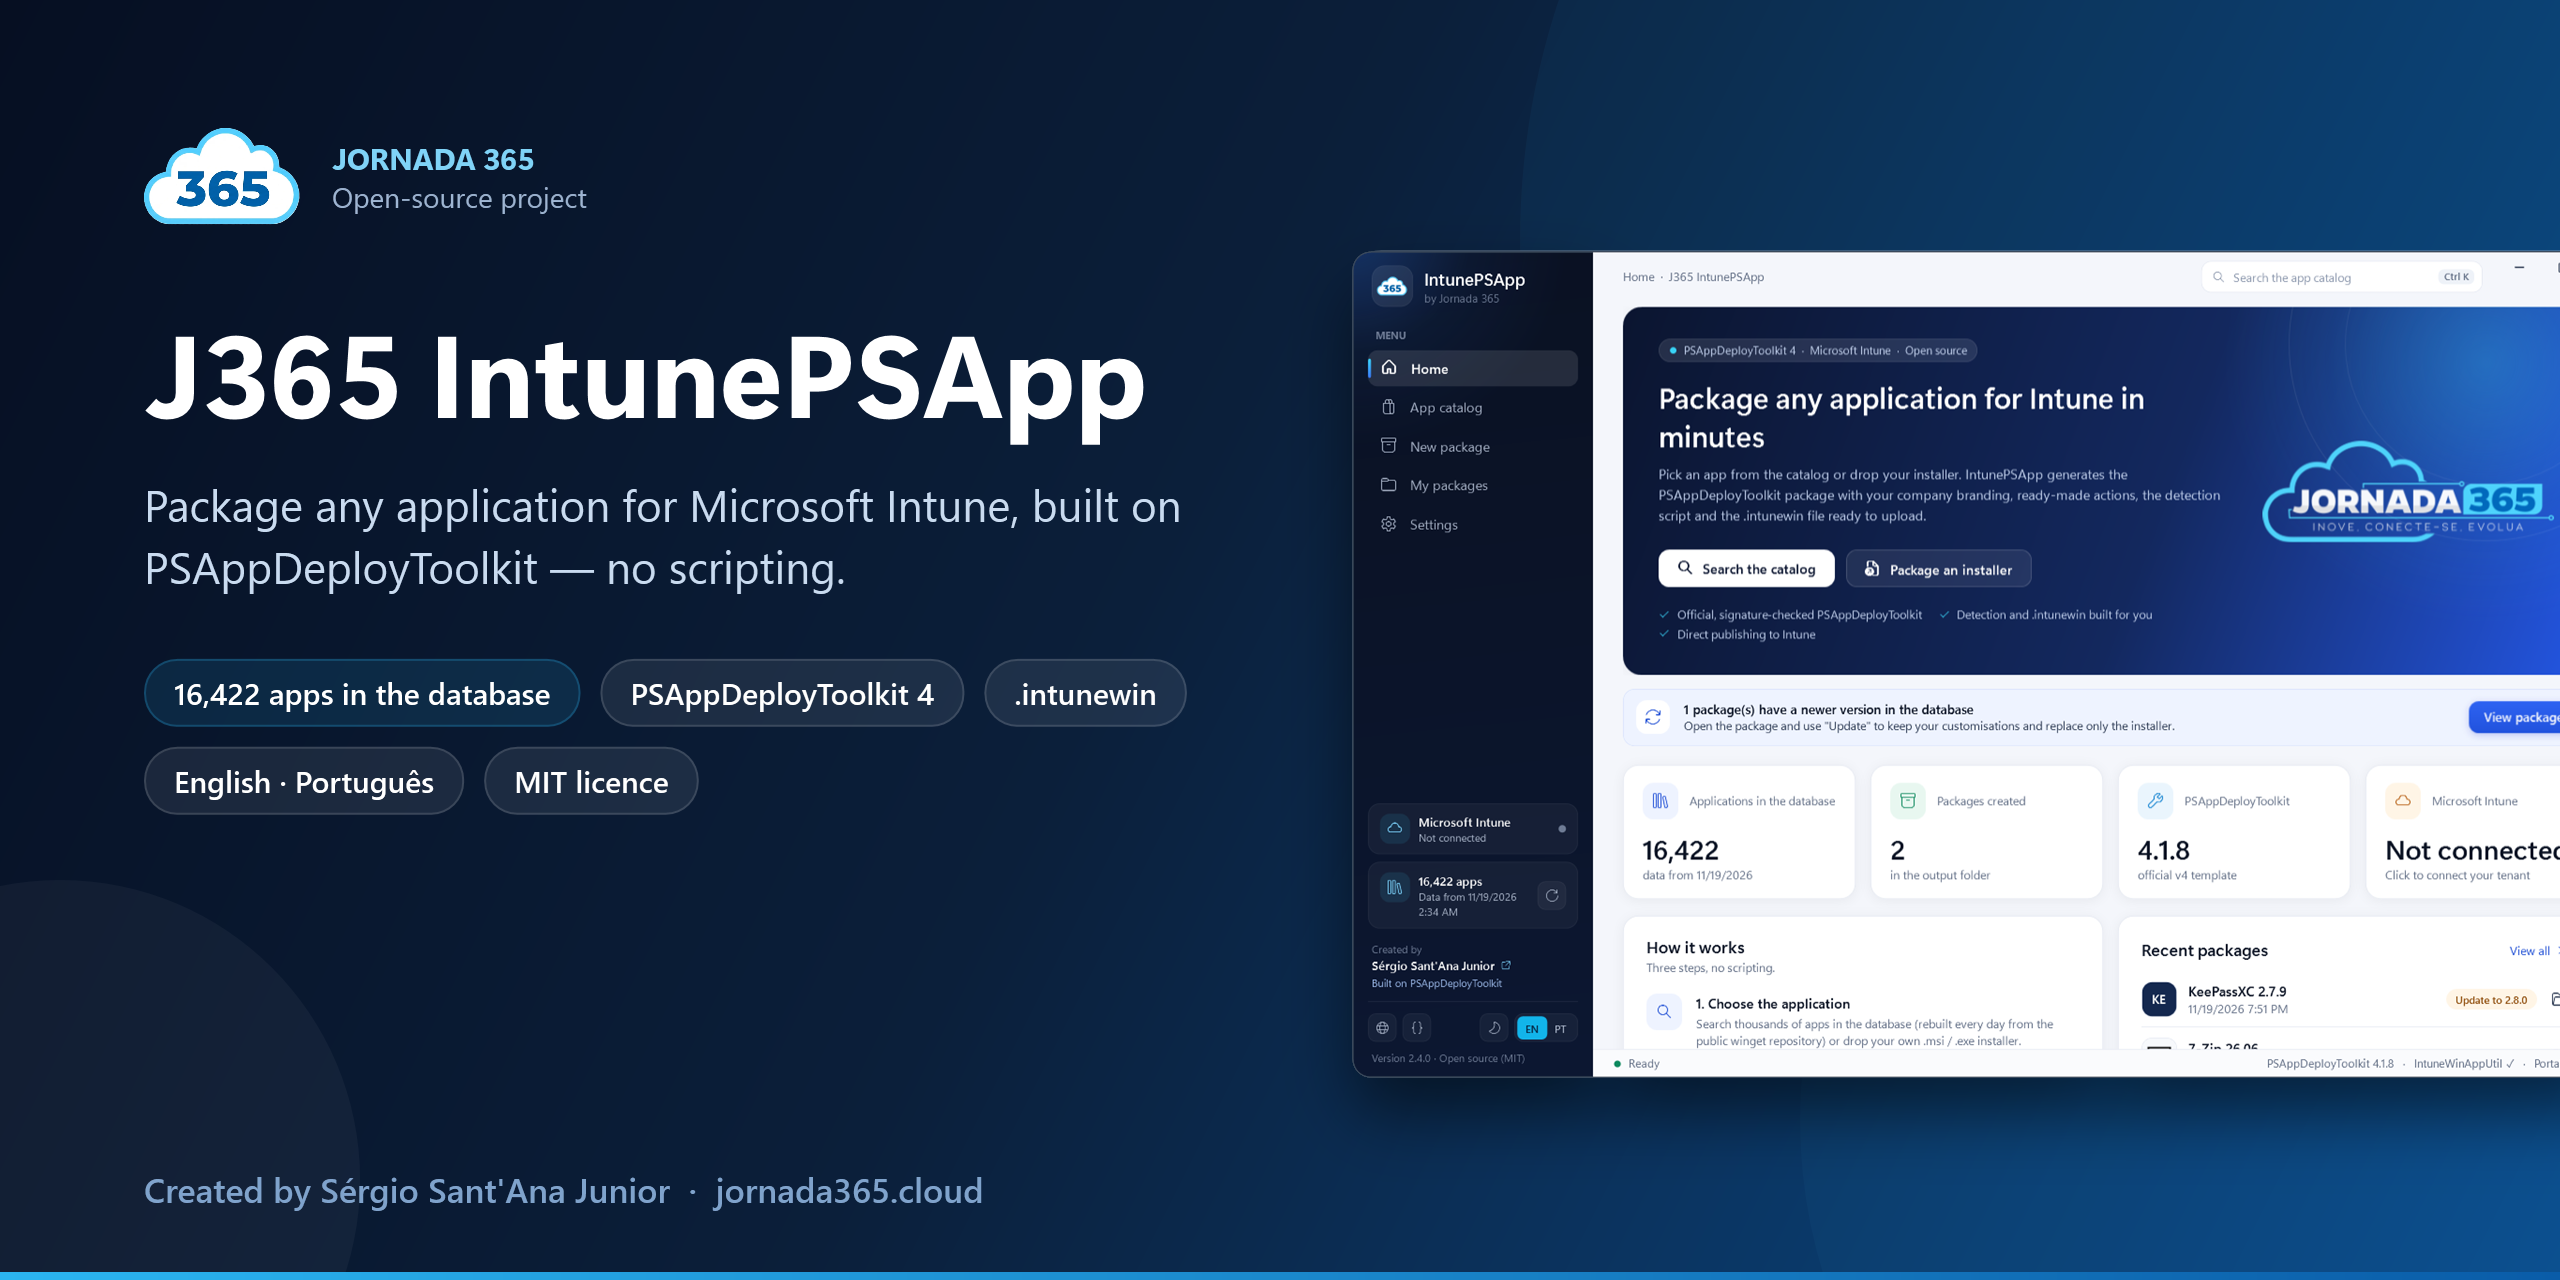 365
JORNADA 365
Open-source project
J365 IntunePSApp
Package any application for Microsoft Intune, built on
PSAppDeployToolkit — no scripting.
16,422 apps in the database
PSAppDeployToolkit 4
.intunewin
English · Português
MIT licence
Created by Sérgio Sant'Ana Junior · jornada365.cloud
365
IntunePSApp
by Jornada 365
MENU
Home
App catalog
New package
My packages
Settings
Microsoft Intune
Not connected
16,422 apps
Data from 11/19/2026
2:34 AM
Created by
Sérgio Sant'Ana Junior
Built on PSAppDeployToolkit
{}
EN
PT
Version 2.4.0 · Open source (MIT)
Home · J365 IntunePSApp
Search the app catalog
Ctrl K
PSAppDeployToolkit 4 · Microsoft Intune · Open source
Package any application for Intune in
minutes
Pick an app from the catalog or drop your installer. IntunePSApp generates the
PSAppDeployToolkit package with your company branding, ready-made actions, the detection
script and the .intunewin file ready to upload.
Search the catalog
Package an installer
✓ Official, signature-checked PSAppDeployToolkit
✓ Detection and .intunewin built for you
✓ Direct publishing to Intune
JORNADA 365
INOVE. CONECTE-SE. EVOLUA
1 package(s) have a newer version in the database
Open the package and use "Update" to keep your customisations and replace only the installer.
View package
Applications in the database
16,422
data from 11/19/2026
Packages created
2
in the output folder
PSAppDeployToolkit
4.1.8
official v4 template
Microsoft Intune
Not connected
Click to connect your tenant
How it works
Three steps, no scripting.
1. Choose the application
Search thousands of apps in the database (rebuilt every day from the
public winget repository) or drop your own .msi / .exe installer.
Recent packages
View all
KE
KeePassXC 2.7.9
11/19/2026 7:51 PM
Update to 2.8.0
7-Zip 26.06
Ready
PSAppDeployToolkit 4.1.8 · IntuneWinAppUtil ✓ · Porta